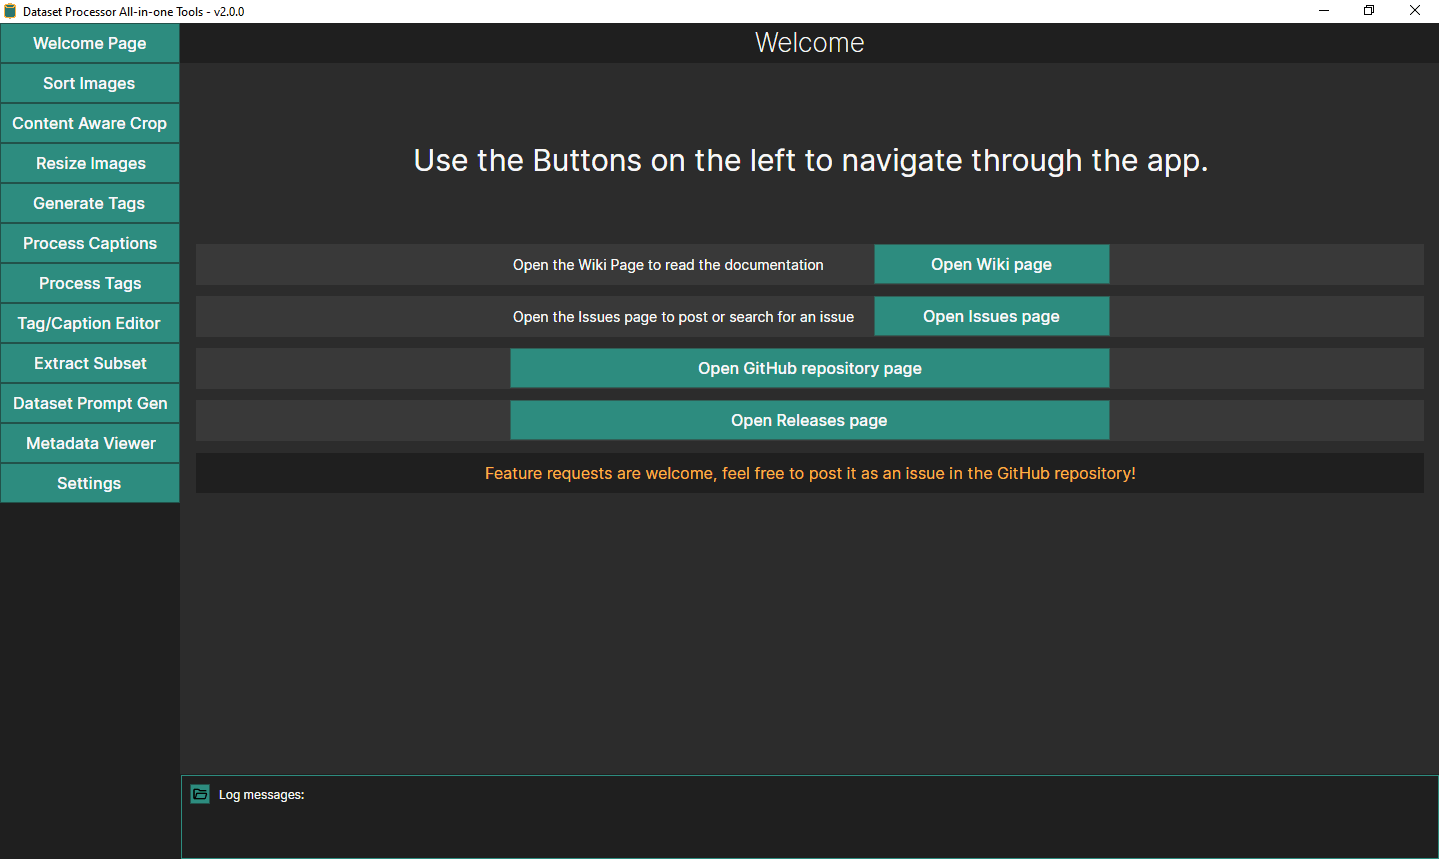 Dataset Processor All-in-one Tools - v2.0.0
Welcome Page
Sort Images
Content Aware Crop
Resize Images
Generate Tags
Process Captions
Process Tags
Tag/Caption Editor
Extract Subset
Dataset Prompt Gen
Metadata Viewer
Settings
Welcome
Use the Buttons on the left to navigate through the app.
Open the Wiki Page to read the documentation
Open Wiki page
Open the Issues page to post or search for an issue
Open Issues page
Open GitHub repository page
Open Releases page
Feature requests are welcome, feel free to post it as an issue in the GitHub repository!
Log messages: